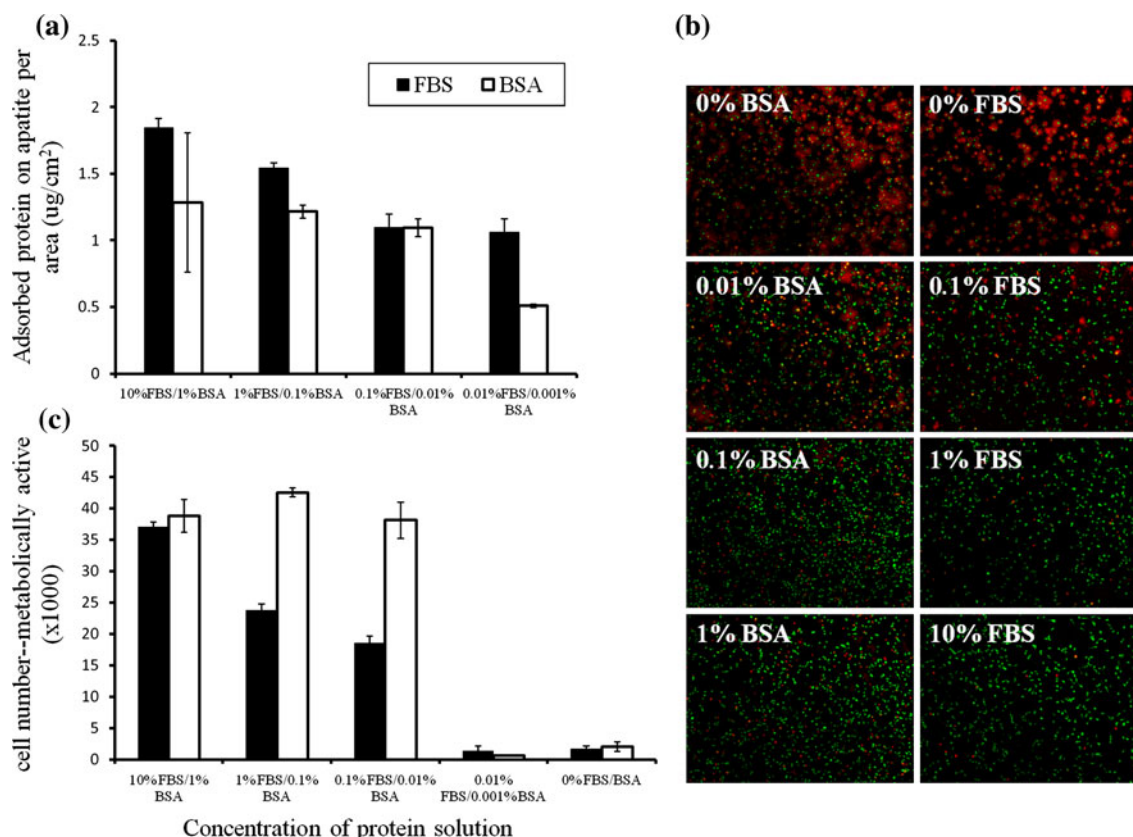 (a)
Adsorbed protein on apatite per
area (ug/cm²)
2.5
2
1.5
1
0.5
0
FBS BSA
10%FBS/1%BSA
1%FBS/0.1%BSA
0.1%FBS/0.01%
BSA
0.01%FBS/0.001%
BSA
(b)
0% BSA
0% FBS
0.01% BSA
0.1% FBS
0.1% BSA
1% FBS
1% BSA
10% FBS
(c)
cell number--metabolically active
(x1000)
50
45
40
35
30
25
20
15
10
5
0
10%FBS/1%
BSA
1%FBS/0.1%
BSA
0.1%FBS/0.01%
BSA
0.01%
FBS/0.001%BSA
0%FBS/BSA
Concentration of protein solution